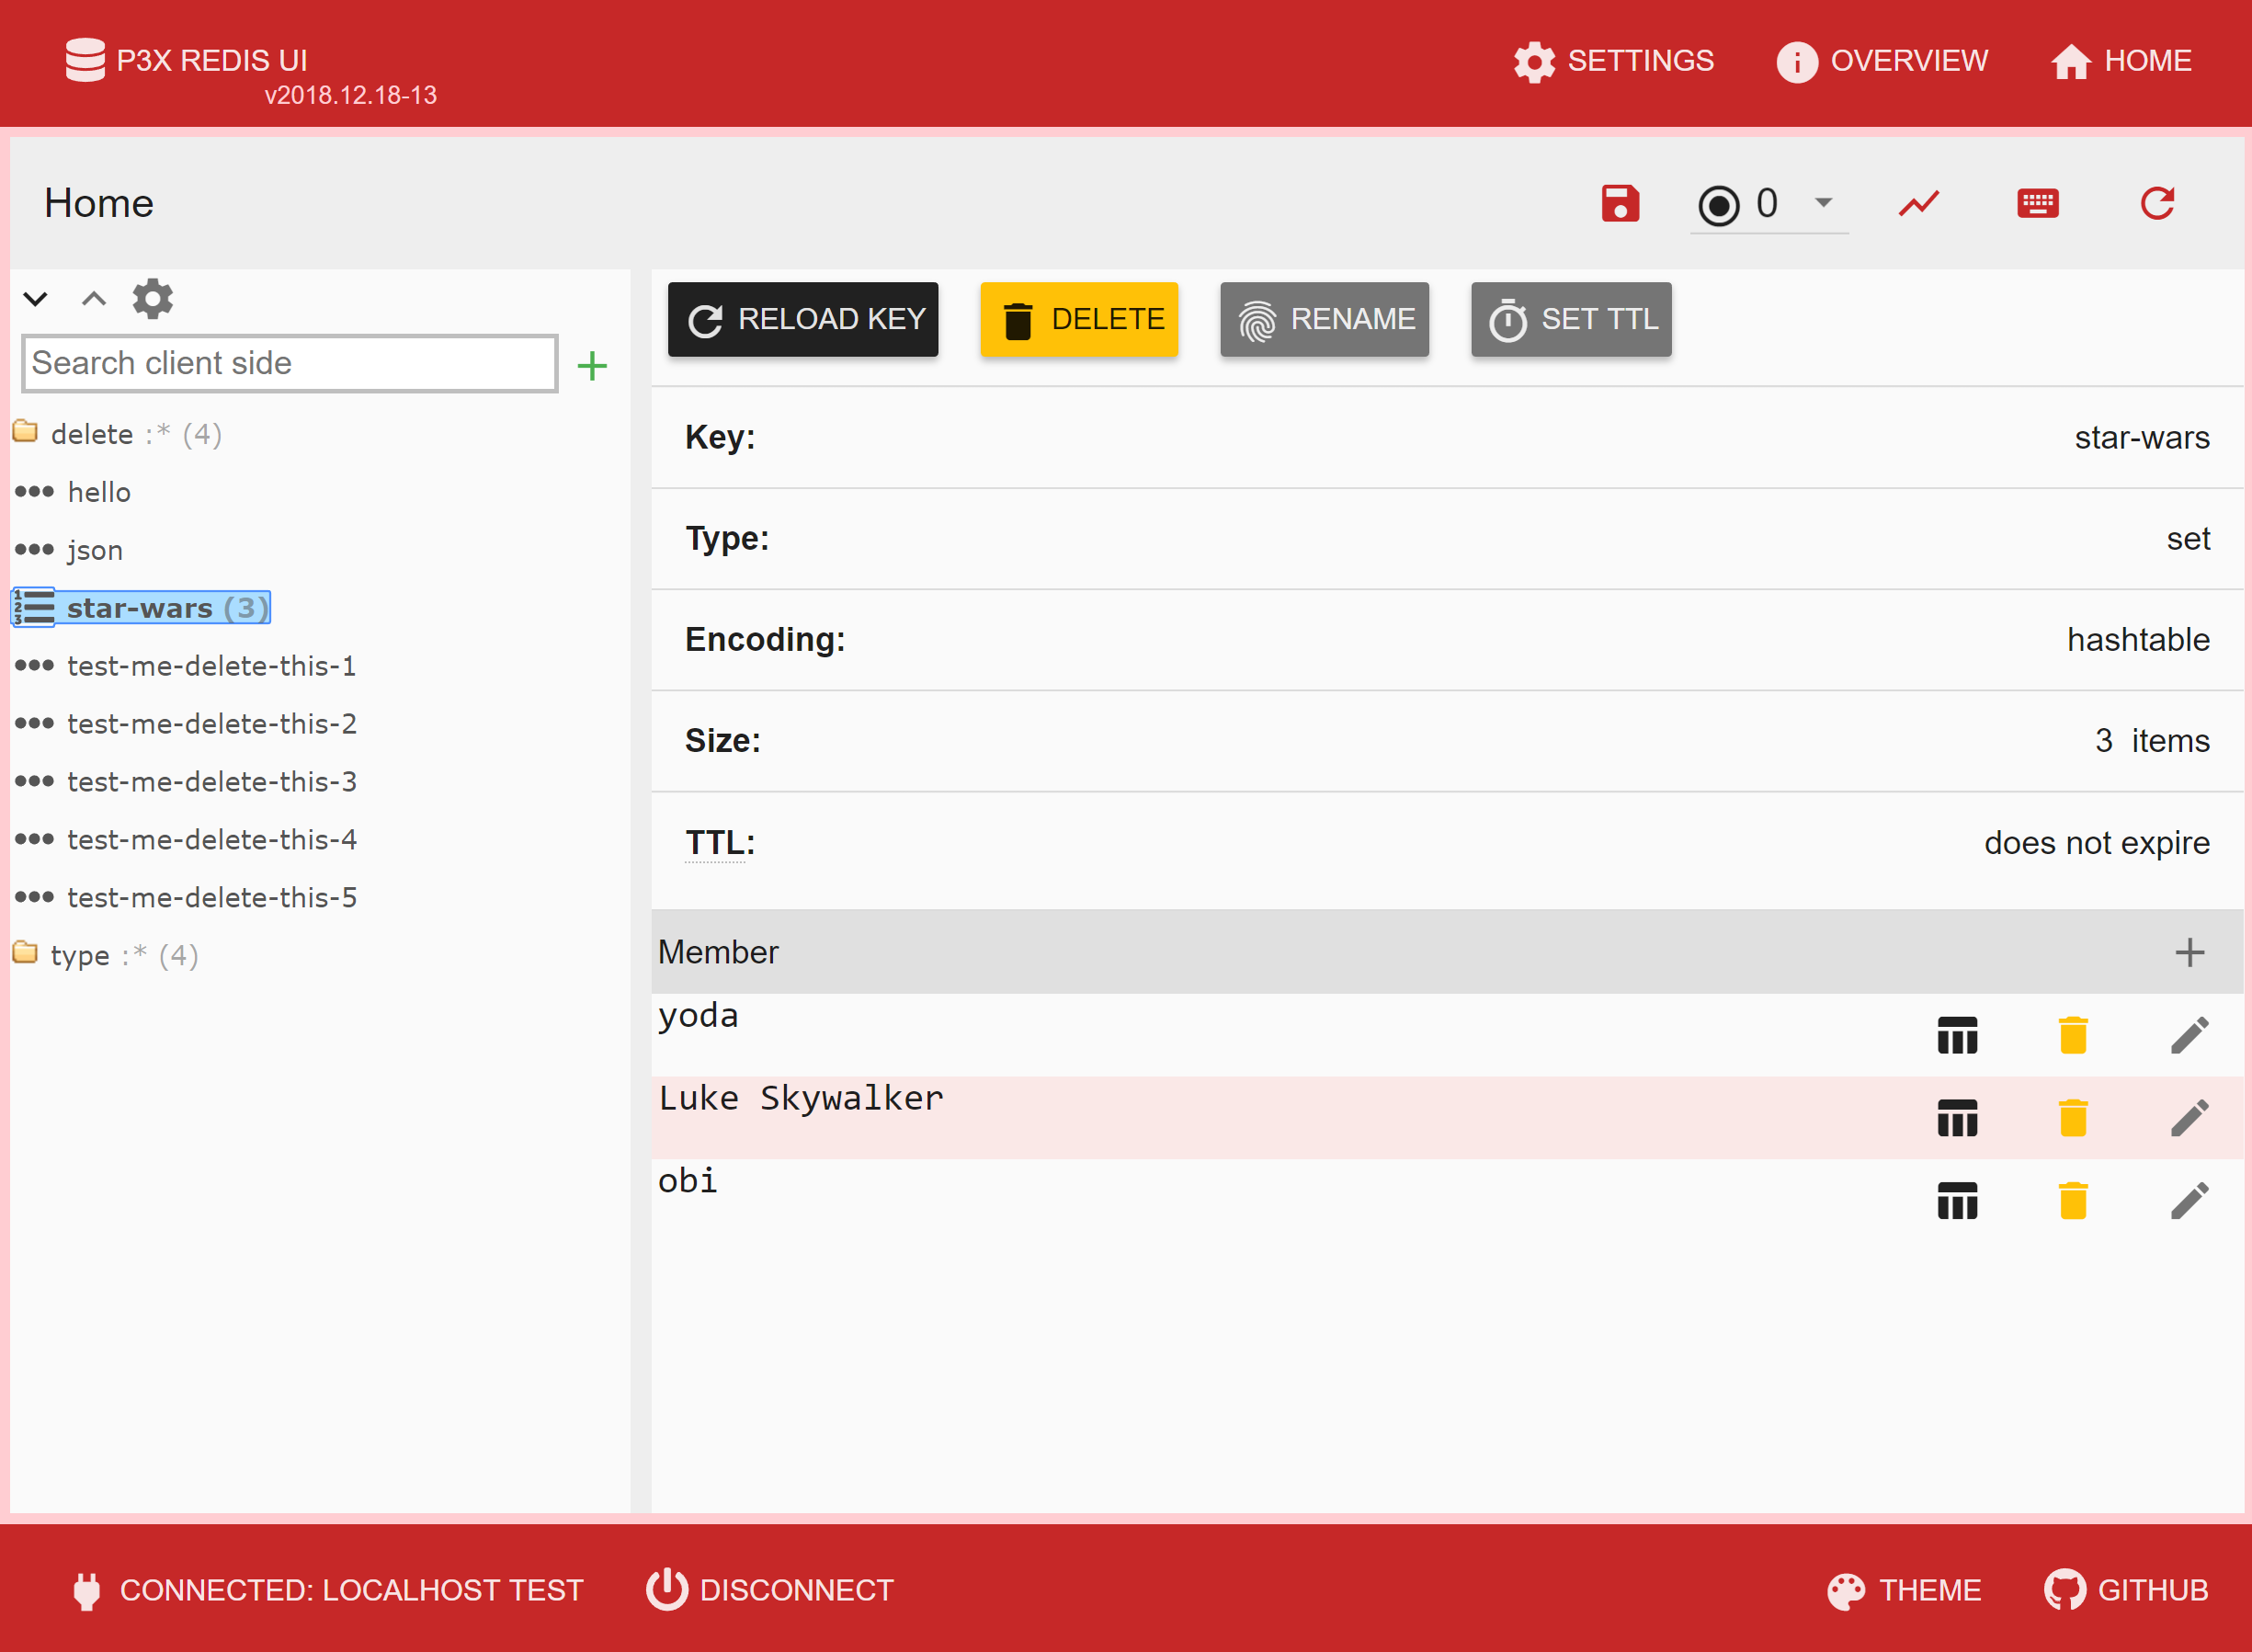 P3X REDIS UI
v2018.12.18-13
SETTINGS
OVERVIEW
HOME
Home
0
Search client side
delete :* (4)
hello
json
star-wars (3)
test-me-delete-this-1
test-me-delete-this-2
test-me-delete-this-3
test-me-delete-this-4
test-me-delete-this-5
type :* (4)
RELOAD KEY
DELETE
RENAME
SET TTL
Key: star-wars
Type: set
Encoding: hashtable
Size: 3 items
TTL: does not expire
Member
yoda
Luke Skywalker
obi
CONNECTED: LOCALHOST TEST
DISCONNECT
THEME
GITHUB